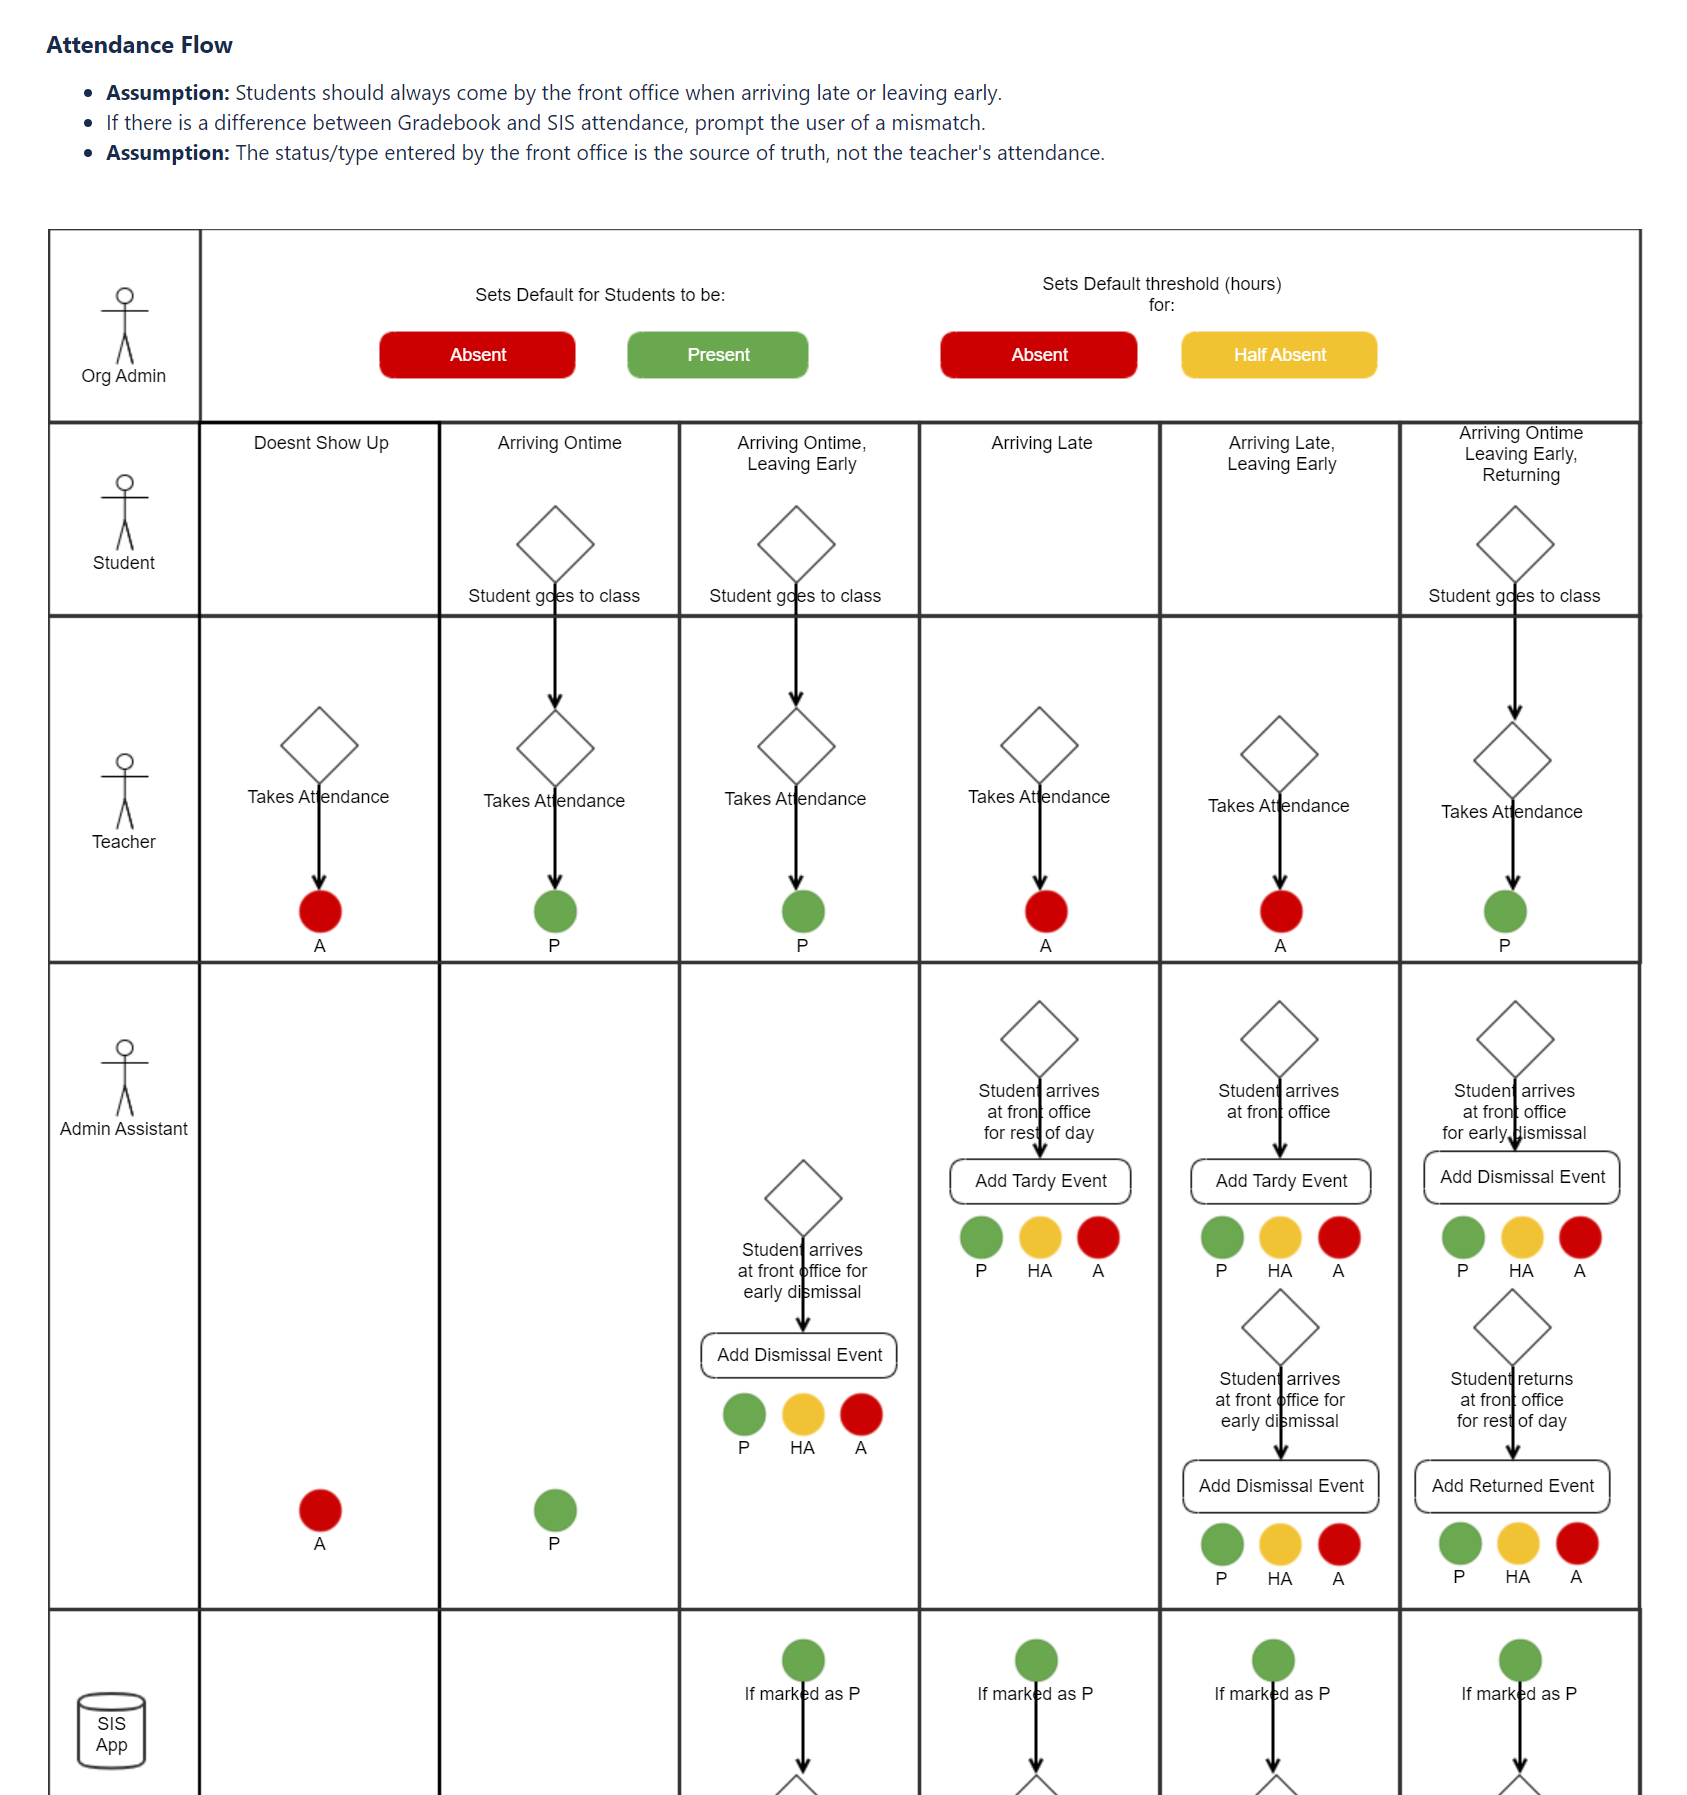 Attendance Flow
Assumption: Students should always come by the front office when arriving late or leaving early.
If there is a difference between Gradebook and SIS attendance, prompt the user of a mismatch.
Assumption: The status/type entered by the front office is the source of truth, not the teacher's attendance.
Org Admin
Sets Default for Students to be:
Absent
Present
Sets Default threshold (hours)
for:
Absent
Half Absent
Student
Doesnt Show Up
Arriving Ontime
Student goes to class
Arriving Ontime,
Leaving Early
Student goes to class
Arriving Late
Arriving Late,
Leaving Early
Arriving Ontime
Leaving Early,
Returning
Student goes to class
Teacher
Takes Attendance
A
Takes Attendance
P
Takes Attendance
P
Takes Attendance
A
Takes Attendance
A
Takes Attendance
P
Admin Assistant
A
P
Student arrives
at front office for
early dismissal
Add Dismissal Event
P
HA
A
Student arrives
at front office
for rest of day
Add Tardy Event
P
HA
A
Student arrives
at front office
Add Tardy Event
P
HA
A
Student arrives
at front office for
early dismissal
Add Dismissal Event
P
HA
A
Student arrives
at front office
for early dismissal
Add Dismissal Event
P
HA
A
Student returns
at front office
for rest of day
Add Returned Event
P
HA
A
SIS
App
If marked as P
If marked as P
If marked as P
If marked as P